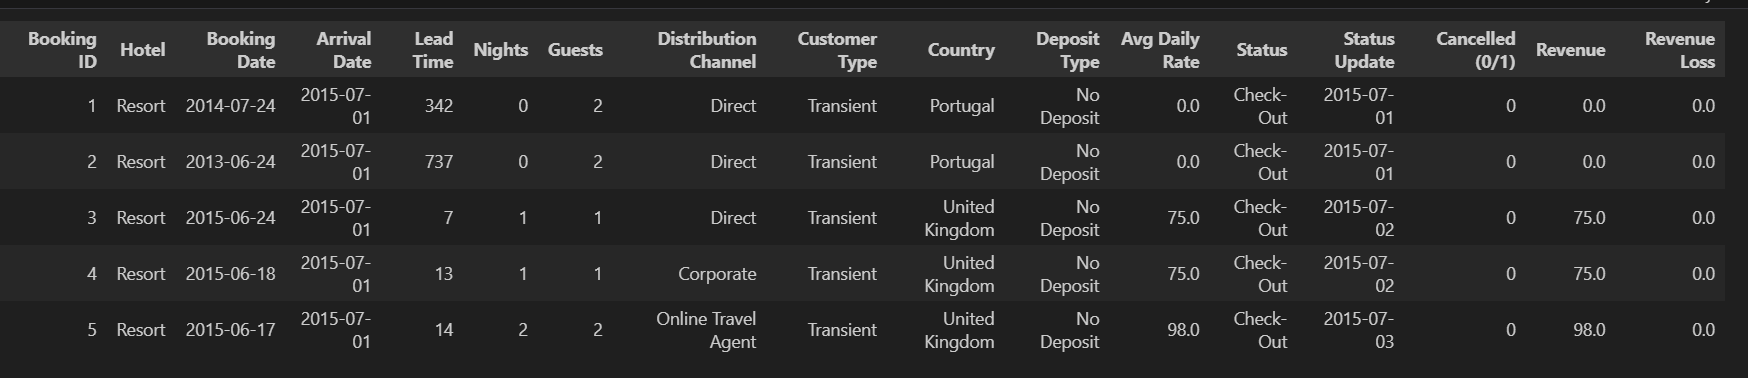 Booking ID Hotel Booking Date Arrival Date Lead Time Nights Guests Distribution Channel Customer Type Country Deposit Type Avg Daily Rate Status Status Update Cancelled (0/1) Revenue Revenue Loss
1 Resort 2014-07-24 2015-07-01 342 0 2 Direct Transient Portugal No Deposit 0.0 Check-Out 2015-07-01 0 0.0 0.0
2 Resort 2013-06-24 2015-07-01 737 0 2 Direct Transient Portugal No Deposit 0.0 Check-Out 2015-07-01 0 0.0 0.0
3 Resort 2015-06-24 2015-07-01 7 1 1 Direct Transient United Kingdom No Deposit 75.0 Check-Out 2015-07-02 0 75.0 0.0
4 Resort 2015-06-18 2015-07-01 13 1 1 Corporate Transient United Kingdom No Deposit 75.0 Check-Out 2015-07-02 0 75.0 0.0
5 Resort 2015-06-17 2015-07-01 14 2 2 Online Travel Agent Transient United Kingdom No Deposit 98.0 Check-Out 2015-07-03 0 98.0 0.0